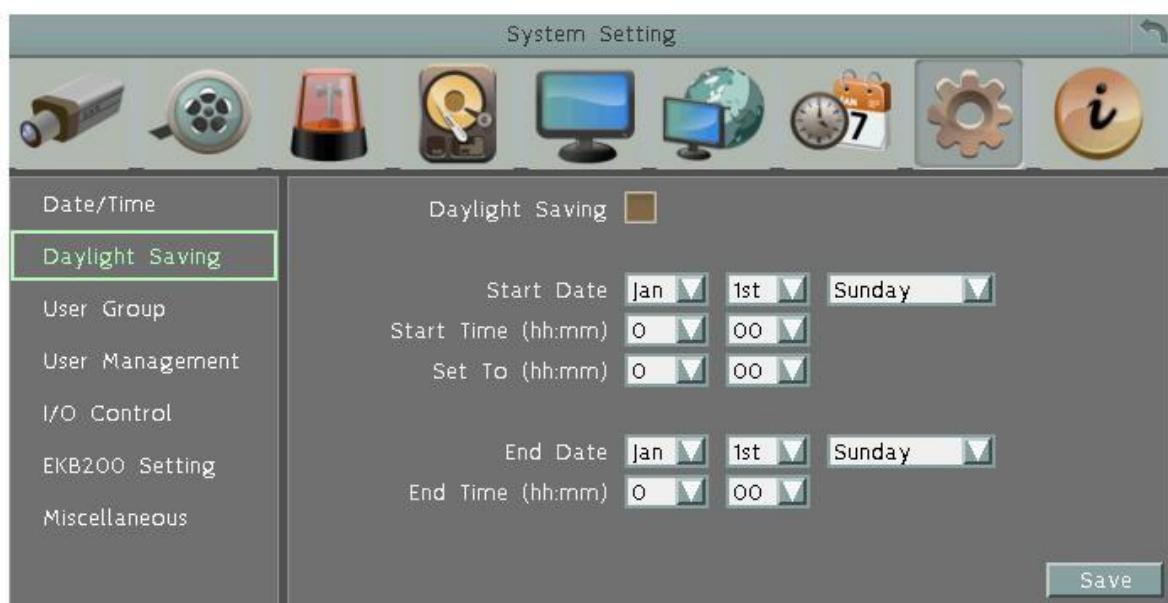 System Setting
JAN
7
i
Date/Time
Daylight Saving
User Group
User Management
I/O Control
EKB200 Setting
Miscellaneous
Daylight Saving
Start Date Jan 1st Sunday
Start Time (hh:mm) 0 00
Set To (hh:mm) 0 00
End Date Jan 1st Sunday
End Time (hh:mm) 0 00
Save